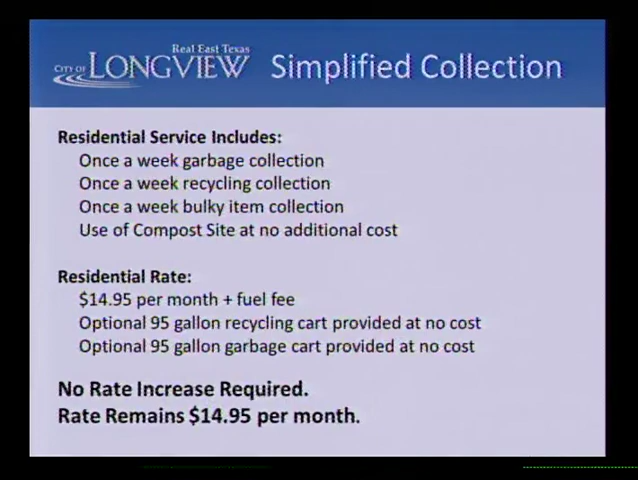 Real East Texas
CITY OF LONGVIEW Simplified Collection
Residential Service Includes:
Once a week garbage collection
Once a week recycling collection
Once a week bulky item collection
Use of Compost Site at no additional cost
Residential Rate:
$14.95 per month + fuel fee
Optional 95 gallon recycling cart provided at no cost
Optional 95 gallon garbage cart provided at no cost
No Rate Increase Required.
Rate Remains $14.95 per month.